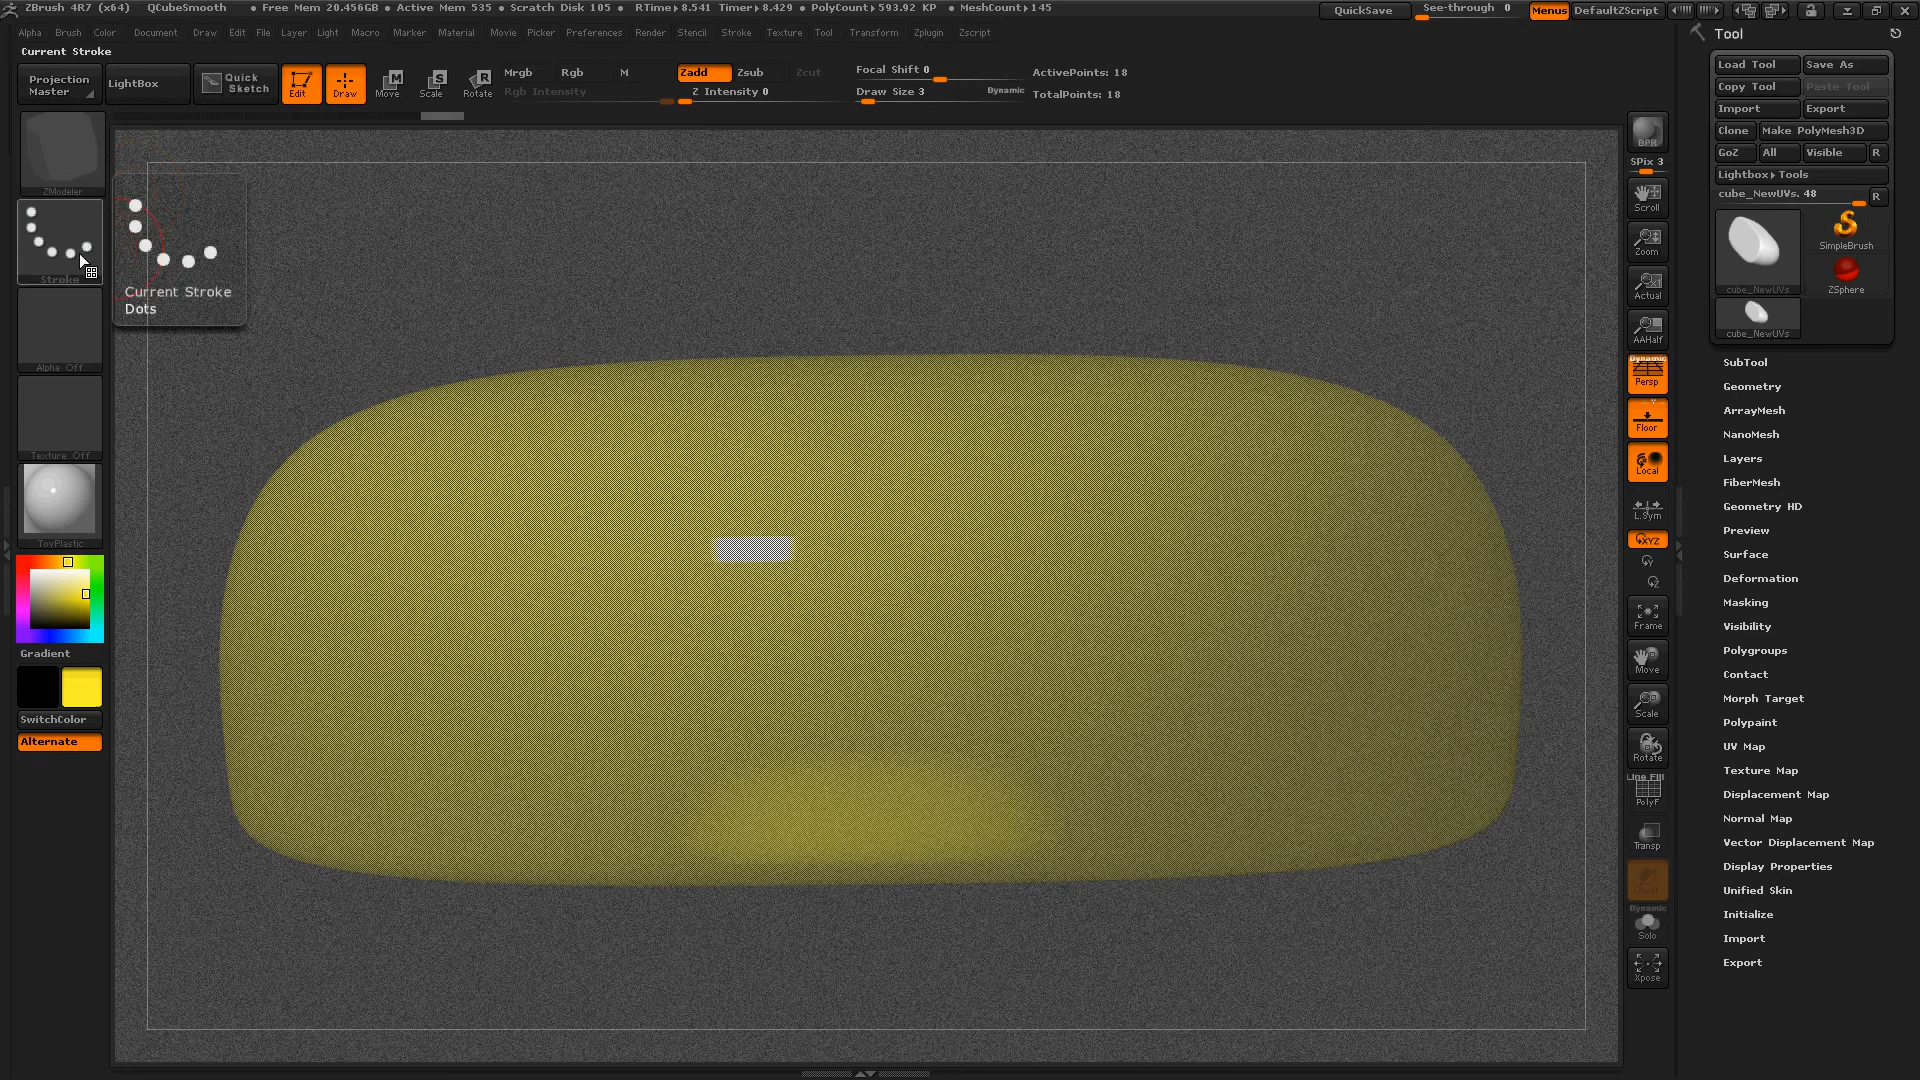 ZBrush 4R7 (x64) QCubeSmooth • Free Mem 20.456GB • Active Mem 535 • Scratch Disk 105 • RTime▸8.541 Timer▸8.429 • PolyCount▸593.92 KP • MeshCount▸145 QuickSave See-through 0 Menus DefaultZScript
Alpha Brush Color Document Draw Edit File Layer Light Macro Marker Material Movie Picker Preferences Render Stencil Stroke Texture Tool Transform Zplugin Zscript
Current Stroke
Projection Master
LightBox
Quick Sketch
Edit
Draw
Move
Scale
Rotate
Mrgb Rgb M
Rgb Intensity
Zadd Zsub Zcut
Z Intensity 0
Focal Shift 0
Draw Size 3
Dynamic
ActivePoints: 18
TotalPoints: 18
ZModeler
Stroke
Alpha Off
Texture Off
ToyPlastic
Gradient
SwitchColor
Alternate
Current Stroke
Dots
BPR
SPix 3
Scroll
Zoom
Actual
AAHalf
Dynamic
Persp
Floor
Local
L.Sym
XYZ
Frame
Move
Scale
Rotate
Line Fill
PolyF
Transp
Ghost
Dynamic
Solo
Xpose
Tool
Load Tool Save As
Copy Tool Paste Tool
Import Export
Clone Make PolyMesh3D
GoZ All Visible R
Lightbox▸Tools
cube_NewUVs. 48 R
cube_NewUVs
SimpleBrush
ZSphere
cube_NewUVs
SubTool
Geometry
ArrayMesh
NanoMesh
Layers
FiberMesh
Geometry HD
Preview
Surface
Deformation
Masking
Visibility
Polygroups
Contact
Morph Target
Polypaint
UV Map
Texture Map
Displacement Map
Normal Map
Vector Displacement Map
Display Properties
Unified Skin
Initialize
Import
Export